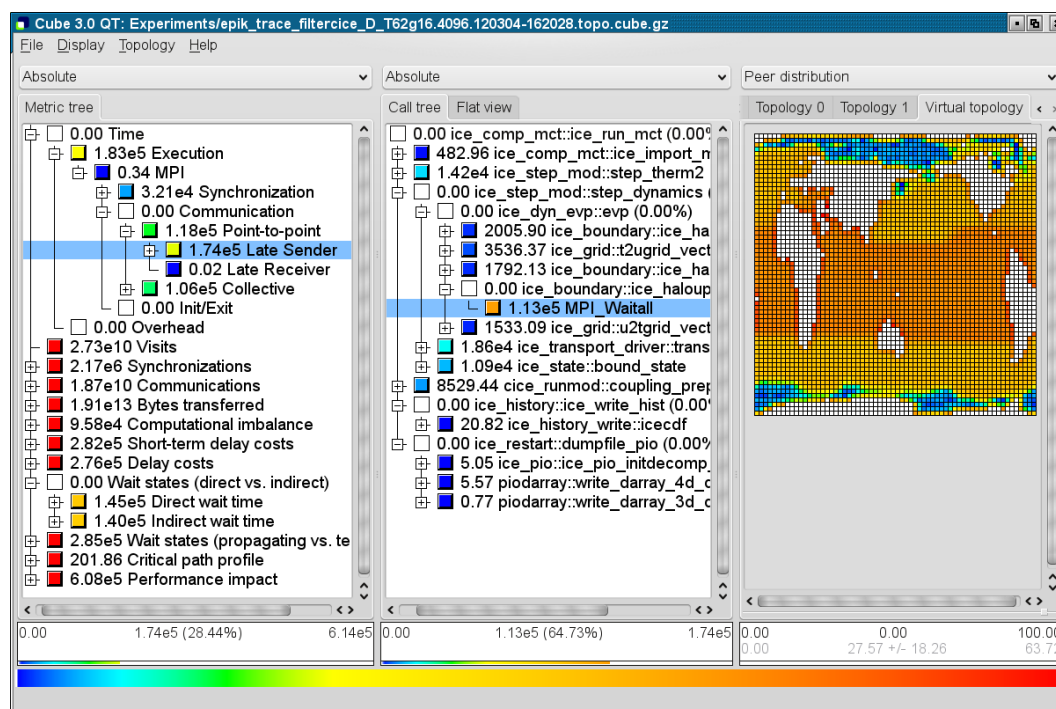 Cube 3.0 QT: Experiments/epik_trace_filtercice_D_T62g16.4096.120304-162028.topo.cube.gz
File Display Topology Help
Absolute
Metric tree
0.00 Time
1.83e5 Execution
0.34 MPI
3.21e4 Synchronization
0.00 Communication
1.18e5 Point-to-point
1.74e5 Late Sender
0.02 Late Receiver
1.06e5 Collective
0.00 Init/Exit
0.00 Overhead
2.73e10 Visits
2.17e6 Synchronizations
1.87e10 Communications
1.91e13 Bytes transferred
9.58e4 Computational imbalance
2.82e5 Short-term delay costs
2.76e5 Delay costs
0.00 Wait states (direct vs. indirect)
1.45e5 Direct wait time
1.40e5 Indirect wait time
2.85e5 Wait states (propagating vs. te
201.86 Critical path profile
6.08e5 Performance impact
0.00 1.74e5 (28.44%) 6.14e5
Absolute
Call tree Flat view
0.00 ice_comp_mct::ice_run_mct (0.00%
482.96 ice_comp_mct::ice_import_m
1.42e4 ice_step_mod::step_therm2
0.00 ice_step_mod::step_dynamics (
0.00 ice_dyn_evp::evp (0.00%)
2005.90 ice_boundary::ice_ha
3536.37 ice_grid::t2ugrid_vect
1792.13 ice_boundary::ice_ha
0.00 ice_boundary::ice_haloup
1.13e5 MPI_Waitall
1533.09 ice_grid::u2tgrid_vect
1.86e4 ice_transport_driver::trans
1.09e4 ice_state::bound_state
8529.44 cice_runmod::coupling_prep
0.00 ice_history::ice_write_hist (0.00%
20.82 ice_history_write::icecdf
0.00 ice_restart::dumpfile_pio (0.00%
5.05 ice_pio::ice_pio_initdecomp_
5.57 piodarray::write_darray_4d_c
0.77 piodarray::write_darray_3d_c
0.00 1.13e5 (64.73%) 1.74e5
Peer distribution
Topology 0 Topology 1 Virtual topology
0.00 0.00 100.00
0.00 27.57 +/- 18.26 63.72